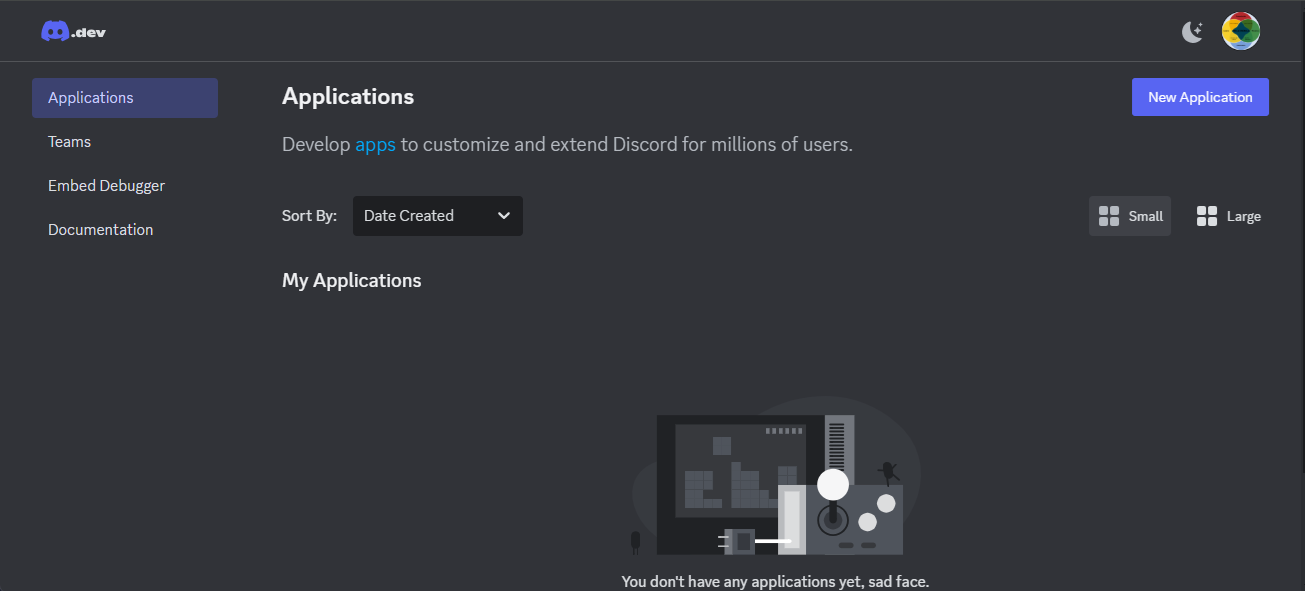 .dev
Applications
Teams
Embed Debugger
Documentation
Applications
New Application
Develop apps to customize and extend Discord for millions of users.
Sort By: Date Created
Small Large
My Applications
You don't have any applications yet, sad face.